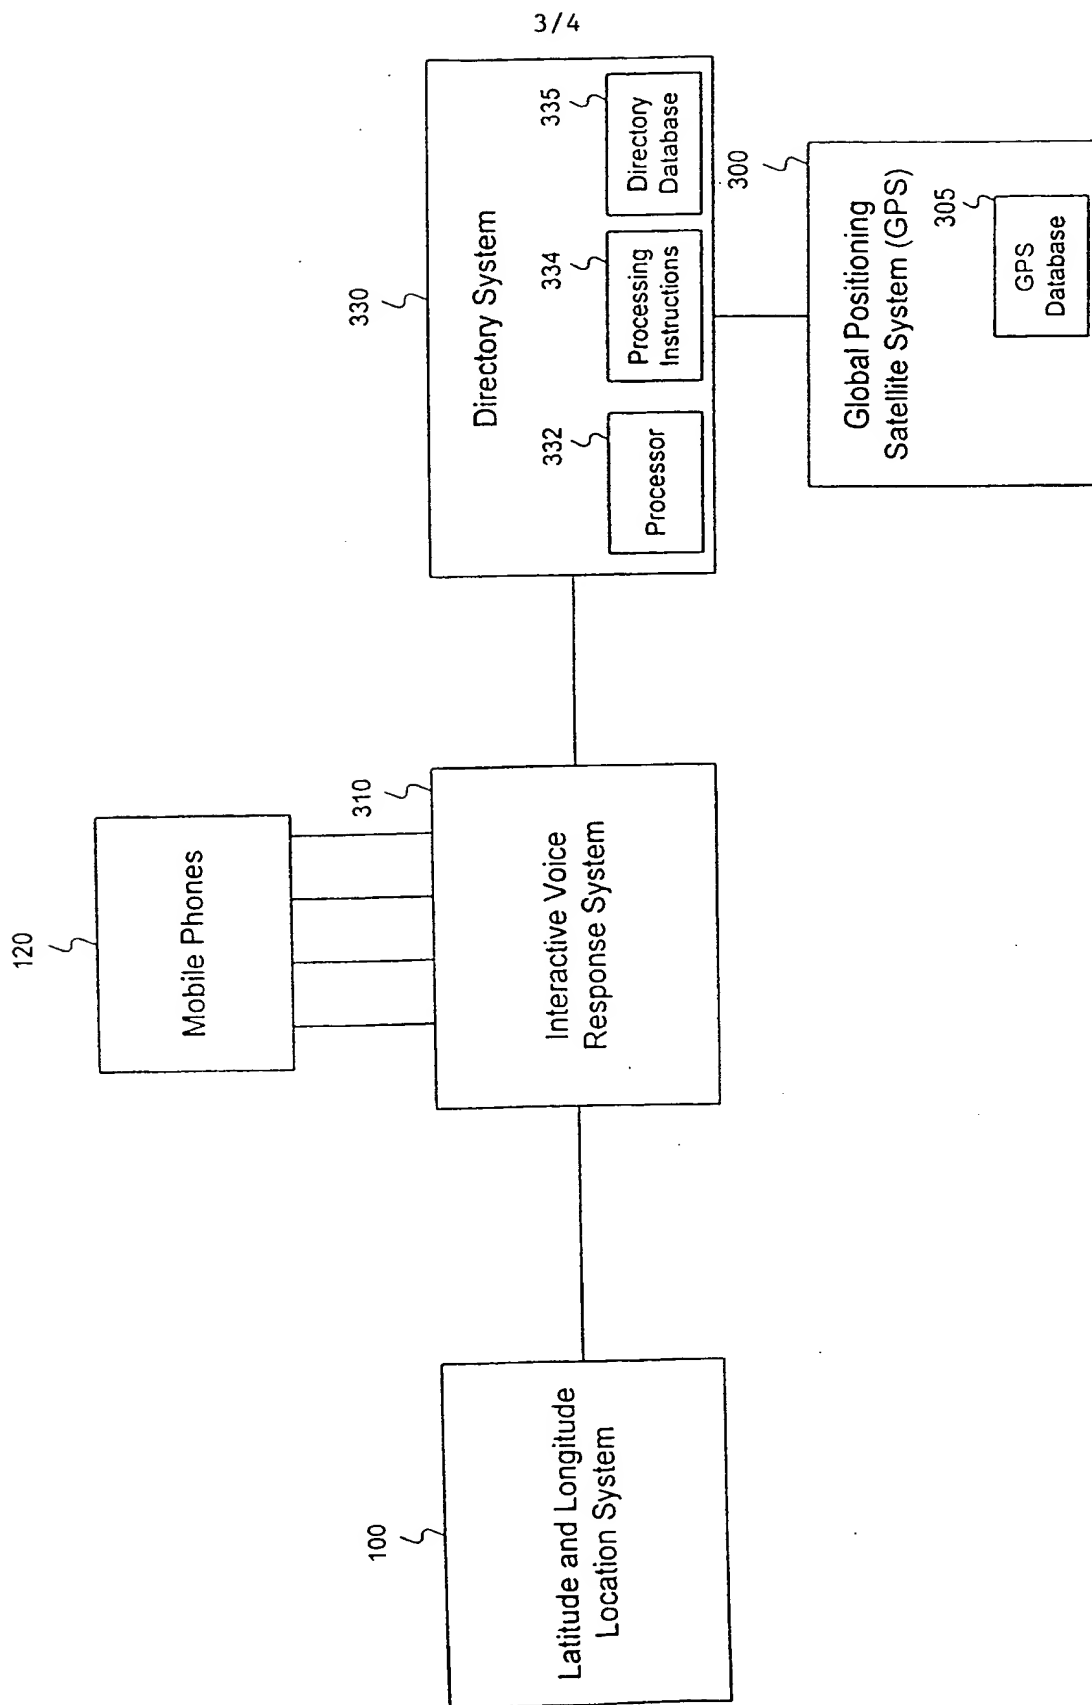 3/4
120
Mobile Phones
100
Latitude and Longitude
Location System
310
Interactive Voice
Response System
330
Directory System
332
Processor
334
Processing
Instructions
335
Directory
Database
300
Global Positioning
Satellite System (GPS)
305
GPS
Database